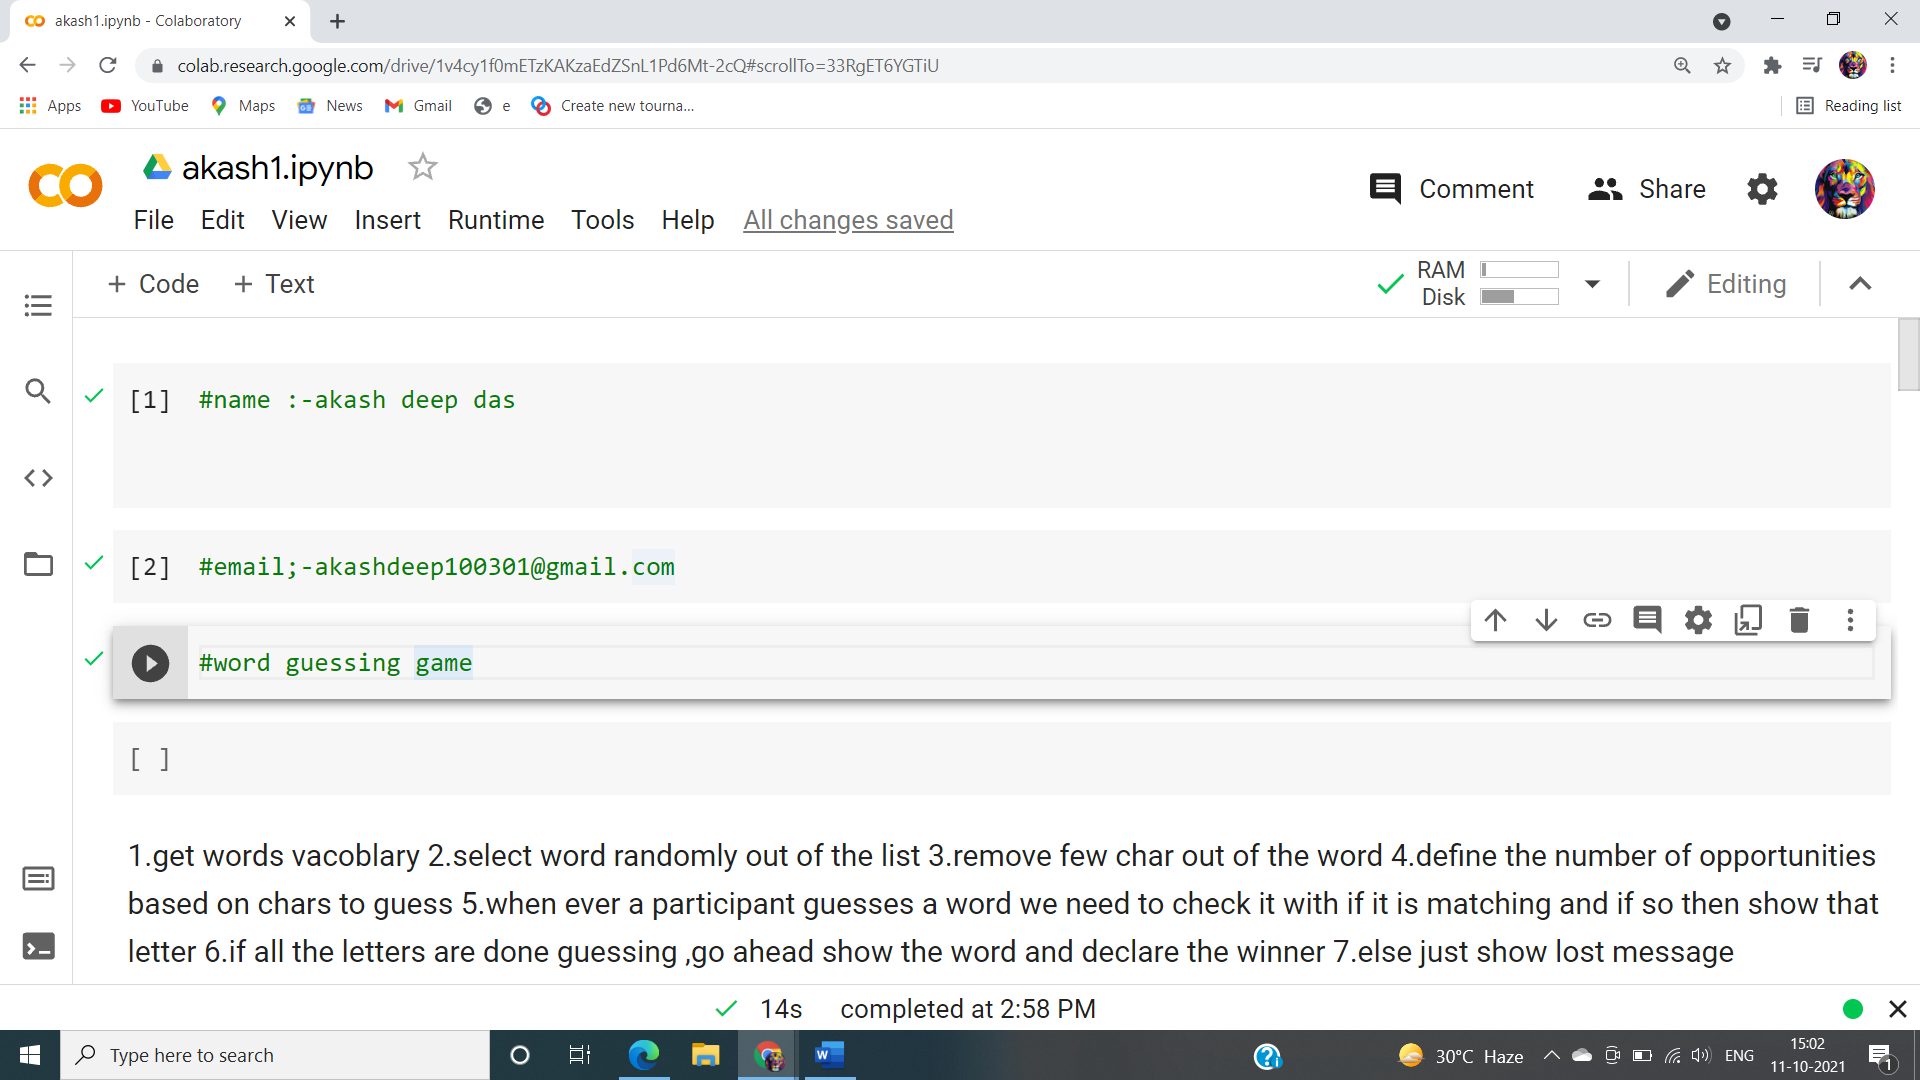 akash1.ipynb - Colaboratory
colab.research.google.com/drive/1v4cy1f0mETzKAKzaEdZSnL1Pd6Mt-2cQ#scrollTo=33RgET6YGTiU
Apps YouTube Maps News Gmail e Create new tourna... Reading list
akash1.ipynb
Comment Share
File Edit View Insert Runtime Tools Help All changes saved
+ Code + Text
RAM
Disk
Editing
[1] #name :-akash deep das
[2] #email;-akashdeep100301@gmail.com
#word guessing game
[ ]
1.get words vacoblary 2.select word randomly out of the list 3.remove few char out of the word 4.define the number of opportunities
based on chars to guess 5.when ever a participant guesses a word we need to check it with if it is matching and if so then show that
letter 6.if all the letters are done guessing ,go ahead show the word and declare the winner 7.else just show lost message
14s completed at 2:58 PM
Type here to search
30°C Haze
ENG
15:02
11-10-2021
1